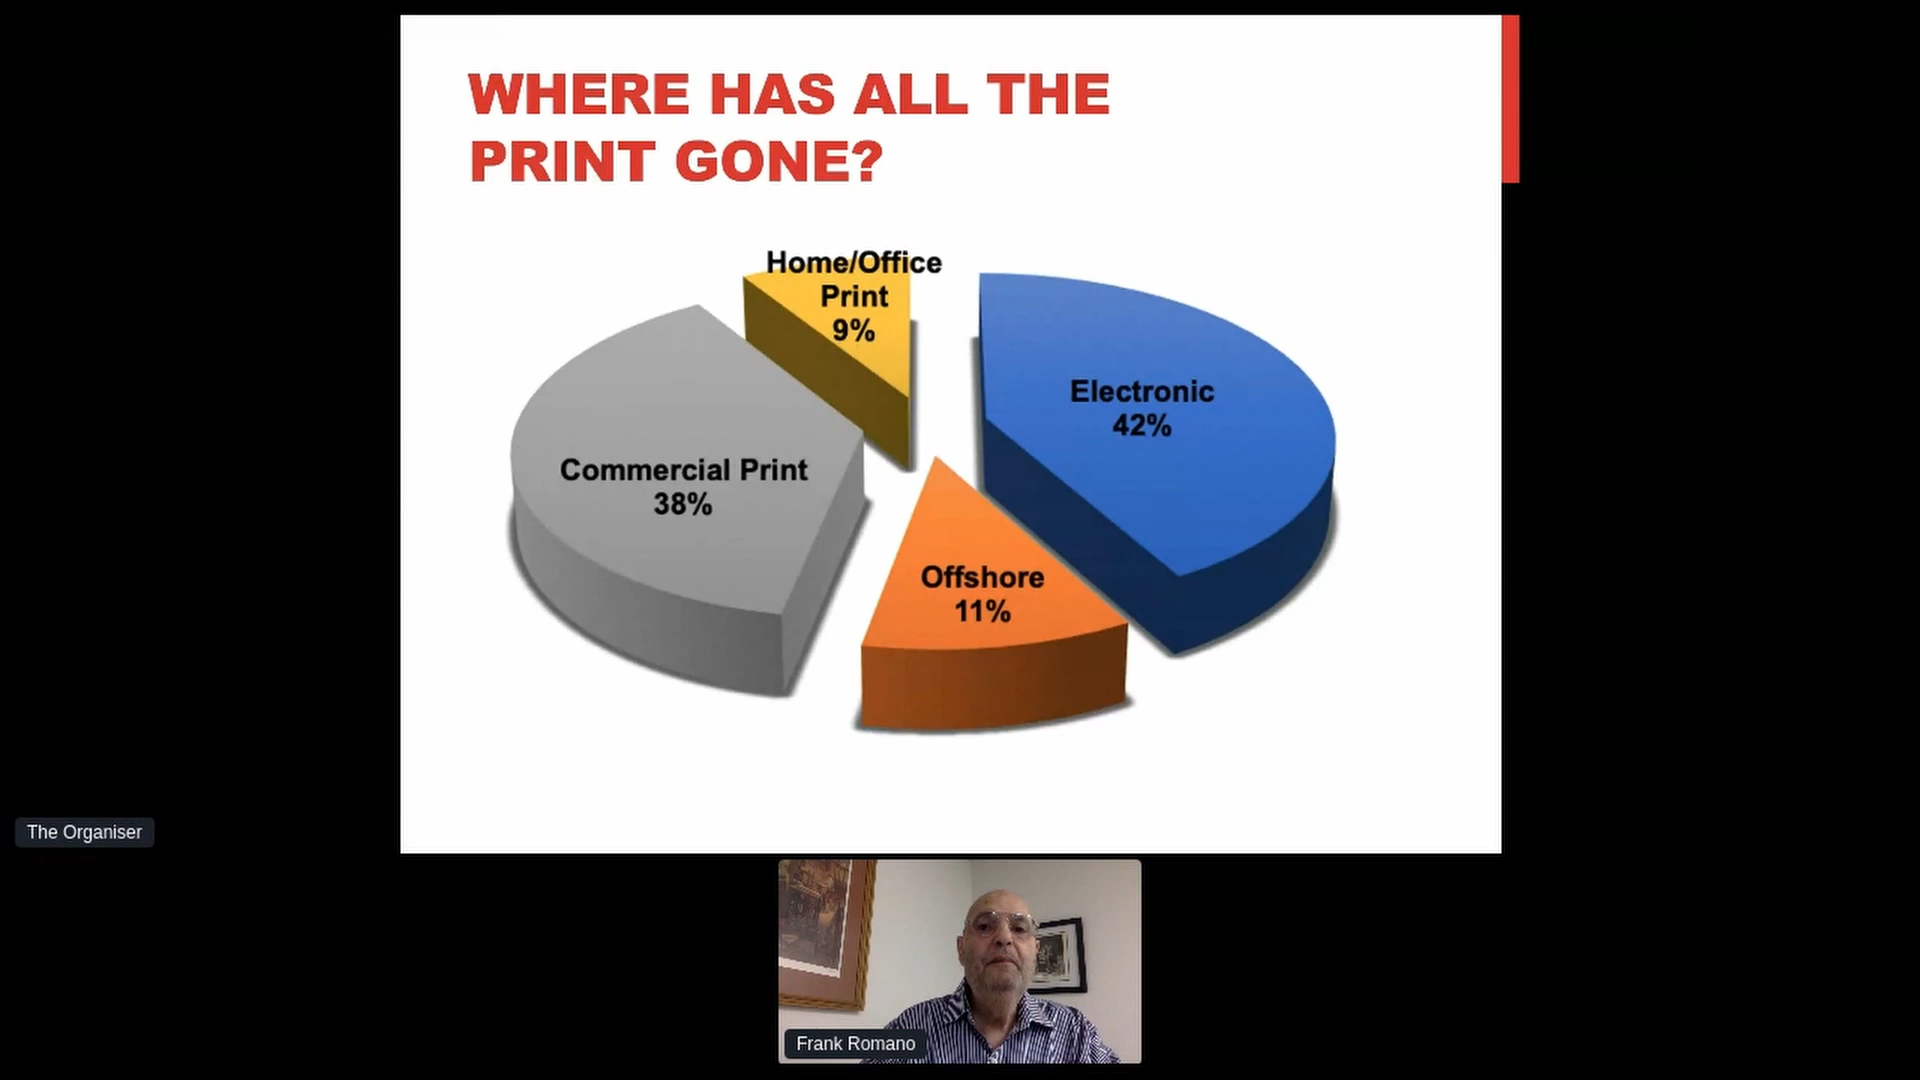 WHERE HAS ALL THE
PRINT GONE?
Home/Office
Print
9%
Electronic
42%
Commercial Print
38%
Offshore
11%
The Organiser
Frank Romano